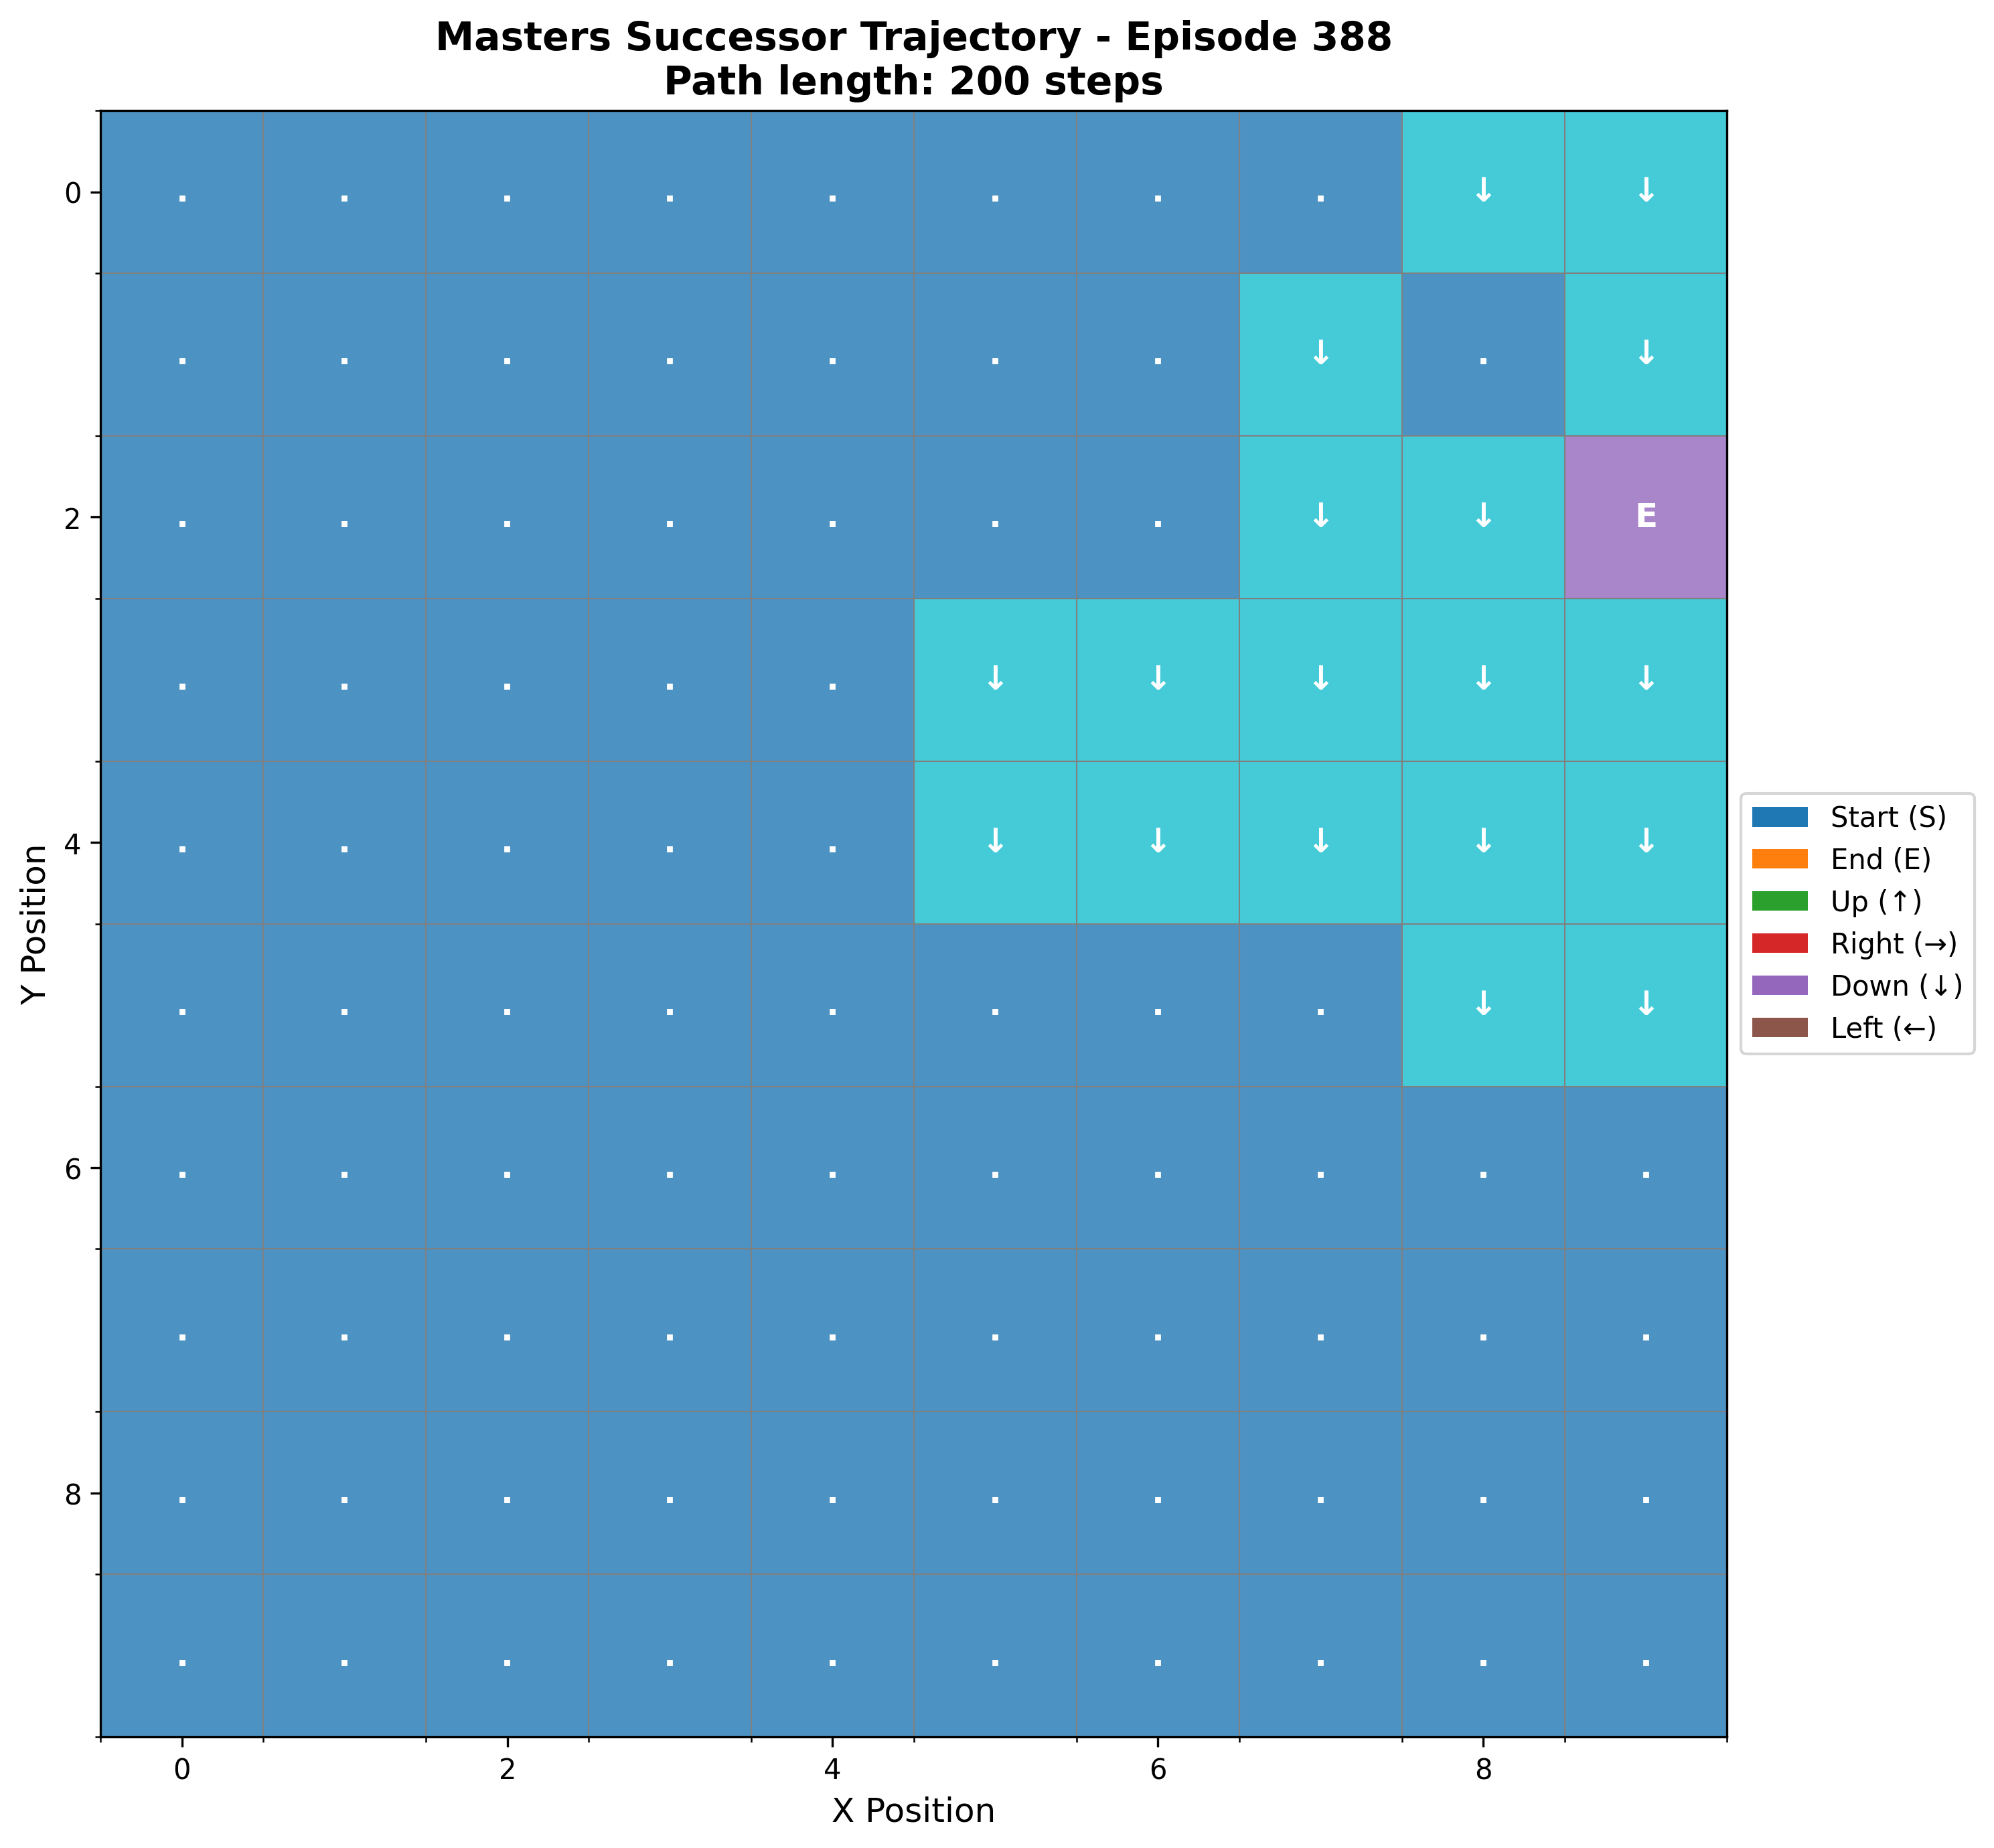 Masters Successor Trajectory - Episode 388
Path length: 200 steps
0 . . . . . . . . ↓ ↓
. . . . . . . ↓ . ↓
2 . . . . . . . ↓ ↓ E
. . . . . ↓ ↓ ↓ ↓ ↓
4 . . . . . ↓ ↓ ↓ ↓ ↓
. . . . . . . . ↓ ↓
6 . . . . . . . . . .
. . . . . . . . . .
8 . . . . . . . . . .
. . . . . . . . . .
0 2 4 6 8
X Position
Y Position
Start (S)
End (E)
Up (↑)
Right (→)
Down (↓)
Left (←)